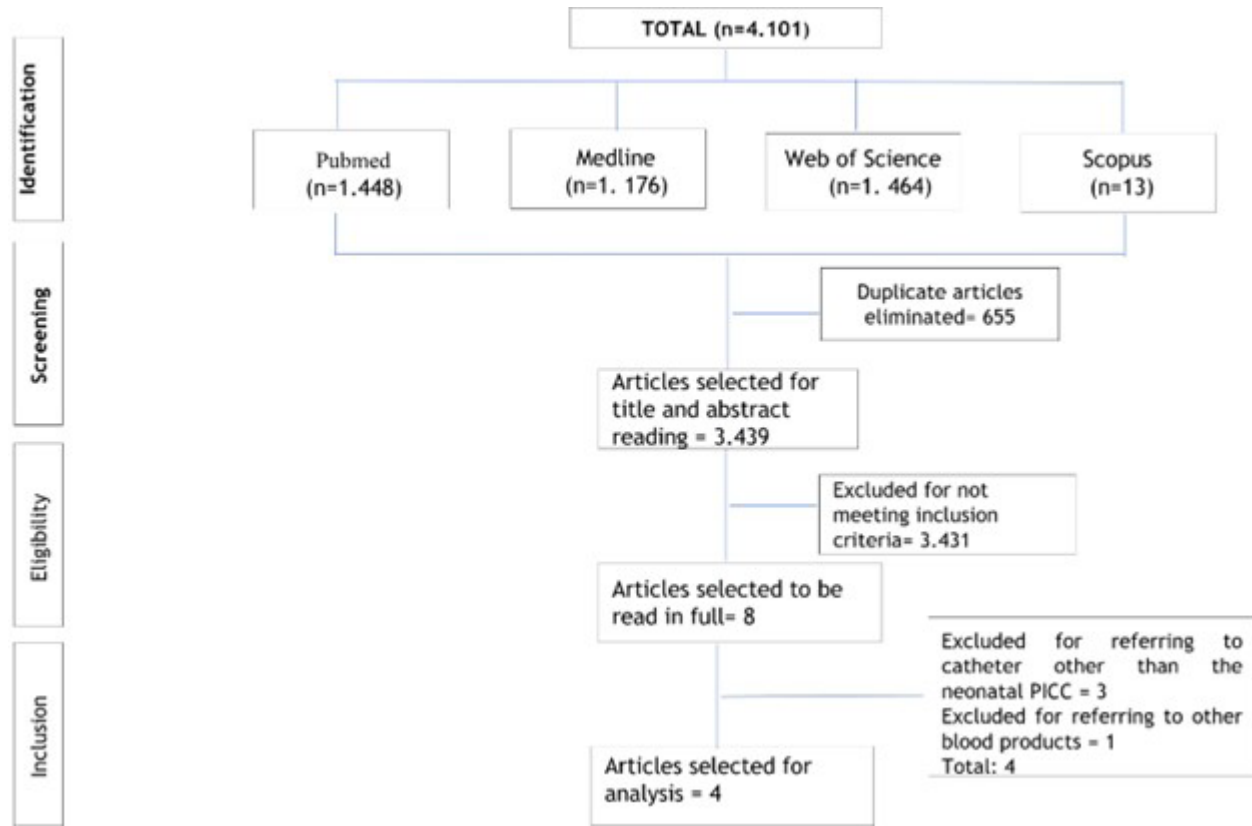 TOTAL (n=4.101)
Identification
Pubmed
(n=1.448)
Medline
(n=1. 176)
Web of Science
(n=1. 464)
Scopus
(n=13)
Screening
Duplicate articles
eliminated= 655
Articles selected for
title and abstract
reading = 3.439
Eligibility
Excluded for not
meeting inclusion
criteria= 3.431
Articles selected to be
read in full= 8
Inclusion
Excluded for referring to
catheter other than the
neonatal PICC = 3
Excluded for referring to other
blood products = 1
Total: 4
Articles selected for
analysis = 4